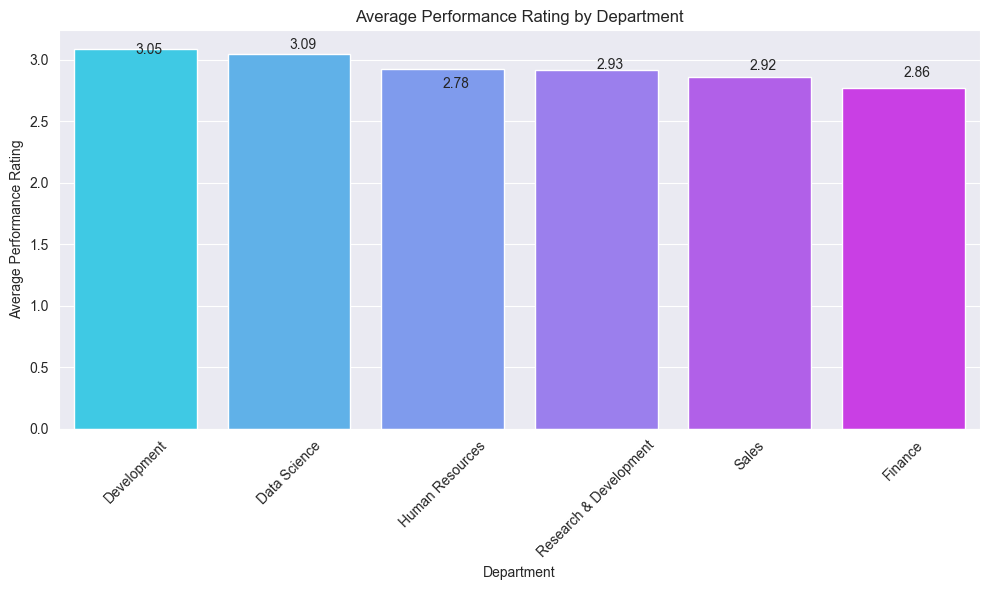 Average Performance Rating by Department
Average Performance Rating
3.0
2.5
2.0
1.5
1.0
0.5
0.0
3.05
3.09
2.78
2.93
2.92
2.86
Development
Data Science
Human Resources
Research & Development
Sales
Finance
Department